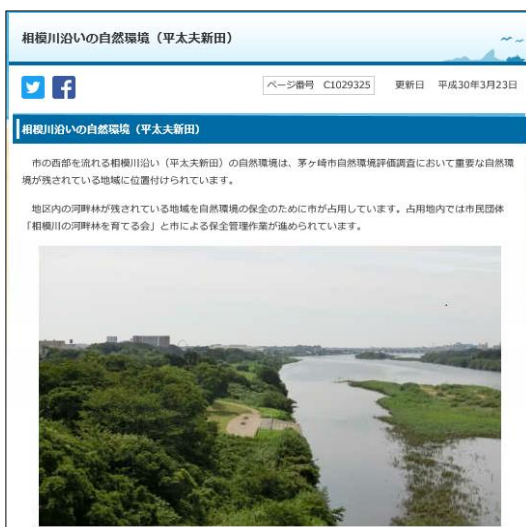 相模川沿いの自然環境（平太夫新田）
ページ番号 C1029325 更新日 平成30年3月23日
相模川沿いの自然環境（平太夫新田）
市の西部を流れる相模川沿い（平太夫新田）の自然環境は、茅ヶ崎市自然環境評価調査において重要な自然環
境が残されている地域に位置付けられています。
地区内の河畔林が残されている地域を自然環境の保全のために市が占用しています。占用地内では市民団体
「相模川の河畔林を育てる会」と市による保全管理作業が進められています。